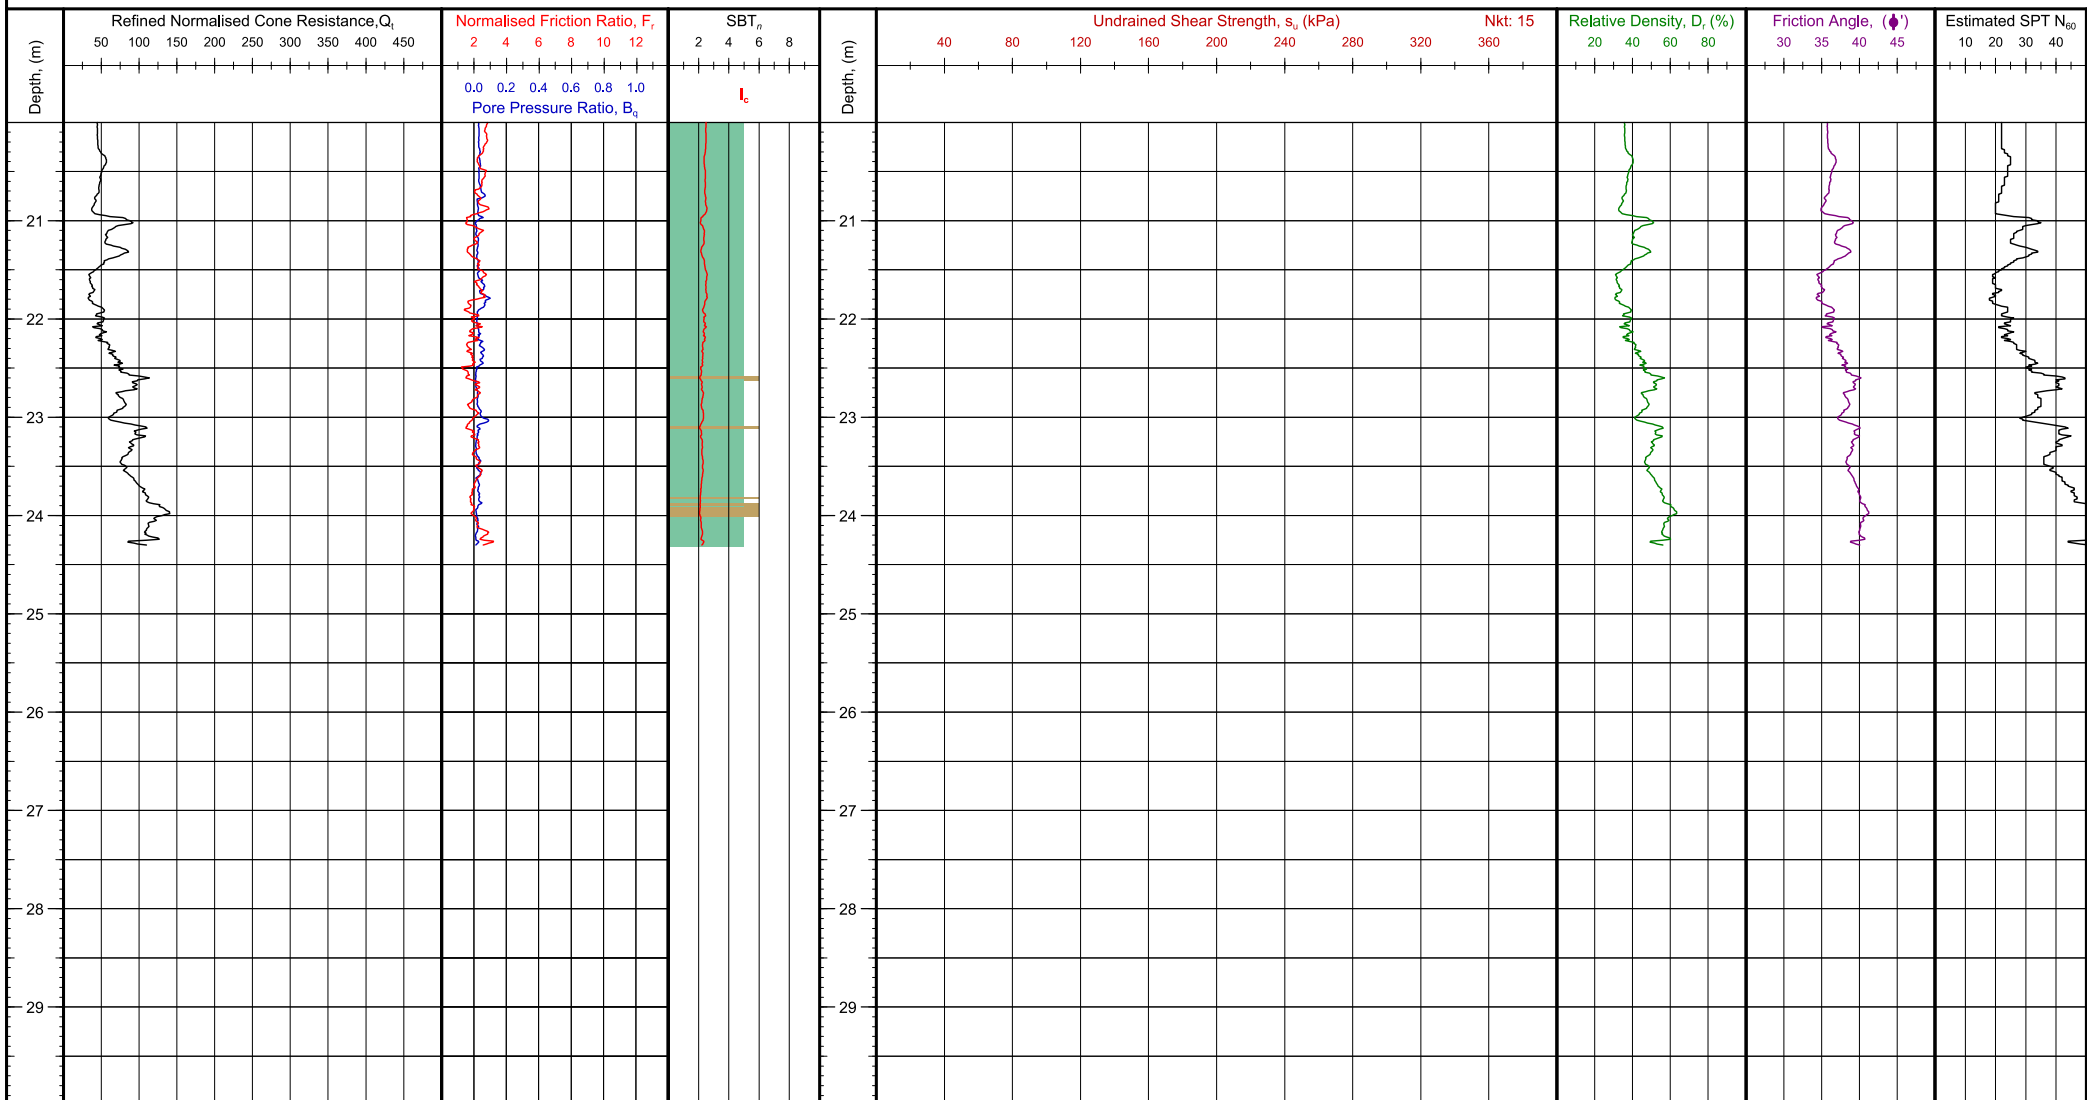 Refined Normalised Cone Resistance,Qt
Normalised Friction Ratio, Fr
SBTn
Undrained Shear Strength, su (kPa)
Nkt: 15
Relative Density, Dr (%)
Friction Angle, (ϕ')
Estimated SPT N60
50 100 150 200 250 300 350 400 450
2 4 6 8 10 12
2 4 6 8
40 80 120 160 200 240 280 320 360
20 40 60 80
30 35 40 45
10 20 30 40
Depth, (m)
0.0 0.2 0.4 0.6 0.8 1.0
Pore Pressure Ratio, Bq
Ic
Depth, (m)
21 21
22 22
23 23
24 24
25 25
26 26
27 27
28 28
29 29